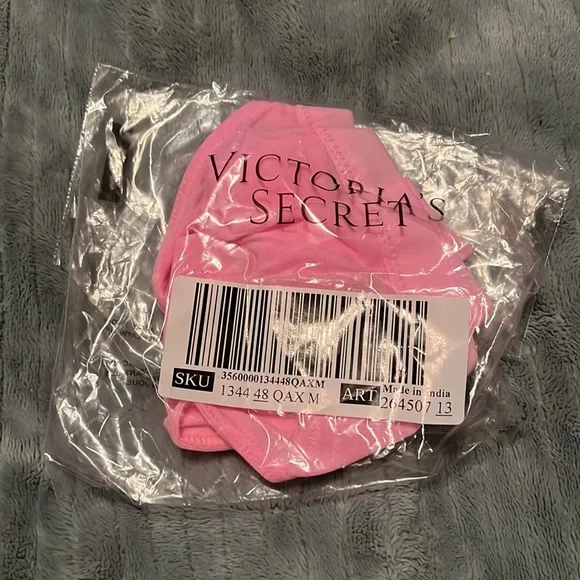 VICTORIA'S
SECRET
SKU 3560000134448QAXM
1344 48 QAX M
ART Made in India
264507 13